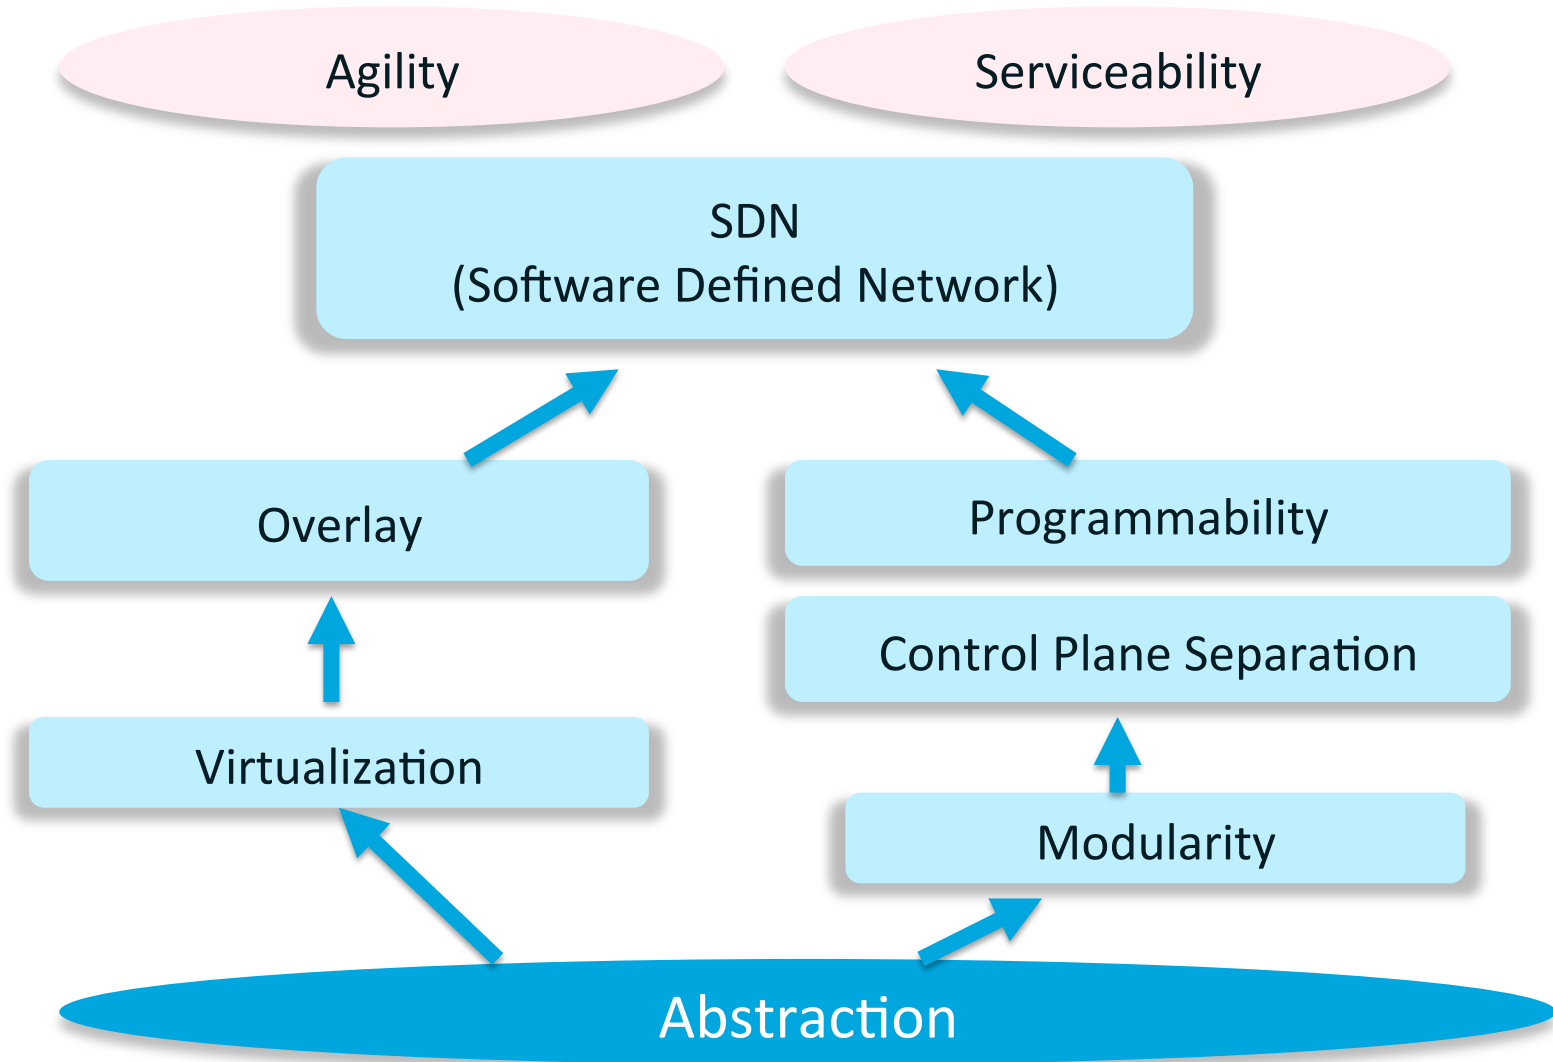 Agility
Serviceability
SDN
(Software Defined Network)
Overlay
Programmability
Control Plane Separation
Virtualization
Modularity
Abstraction